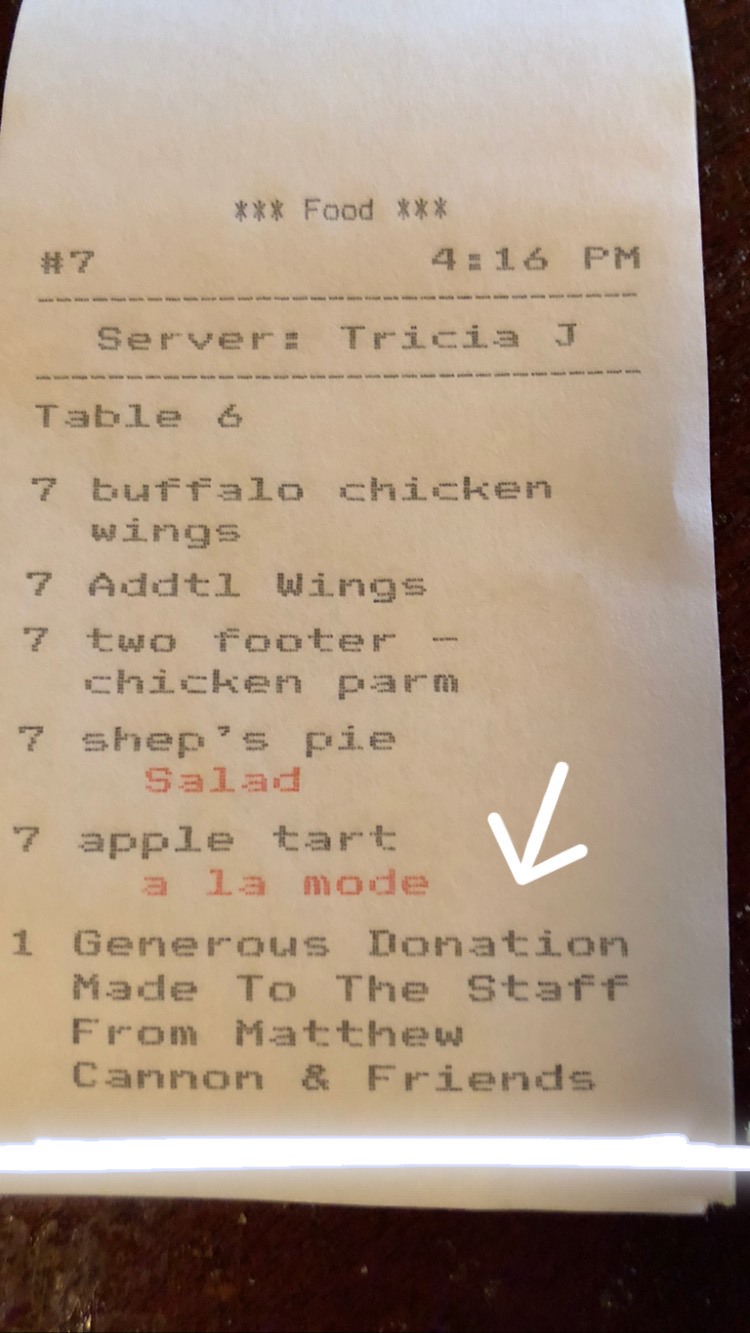 *** Food ***
#7 4:16 PM
Server: Tricia J
Table 6
7 buffalo chicken
wings
7 Addtl Wings
7 two footer -
chicken parm
7 shep's pie
Salad
7 apple tart
a la mode
1 Generous Donation
Made To The Staff
From Matthew
Cannon & Friends